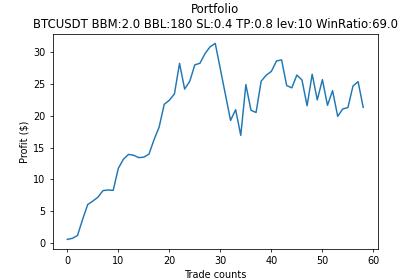 Portfolio
BTCUSDT BBM:2.0 BBL:180 SL:0.4 TP:0.8 lev:10 WinRatio:69.0
Profit ($)
30
25
20
15
10
5
0
0 10 20 30 40 50 60
Trade counts